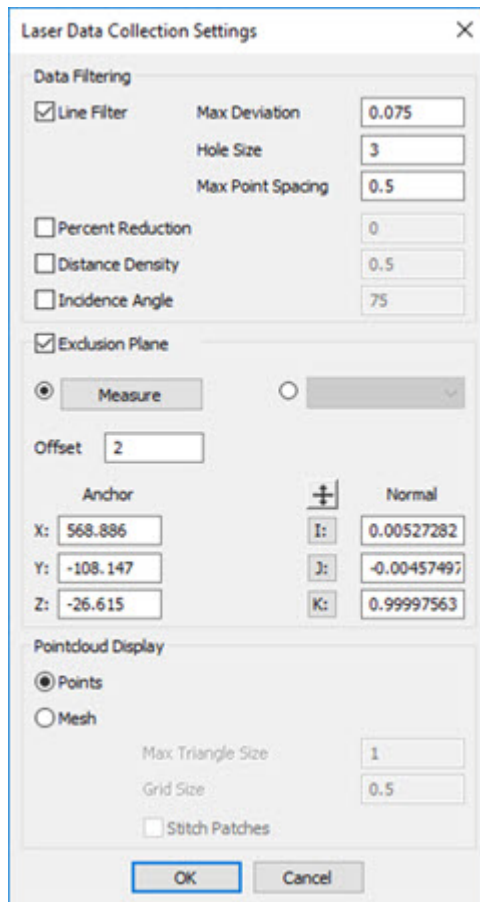 Laser Data Collection Settings
Data Filtering
Line Filter Max Deviation 0.075
Hole Size 3
Max Point Spacing 0.5
Percent Reduction 0
Distance Density 0.5
Incidence Angle 75
Exclusion Plane
Measure
Offset 2
Anchor Normal
X: 568.886 I: 0.00527282
Y: -108.147 J: -0.00457497
Z: -26.615 K: 0.99997563
Pointcloud Display
Points
Mesh
Max Triangle Size 1
Grid Size 0.5
Stitch Patches
OK Cancel